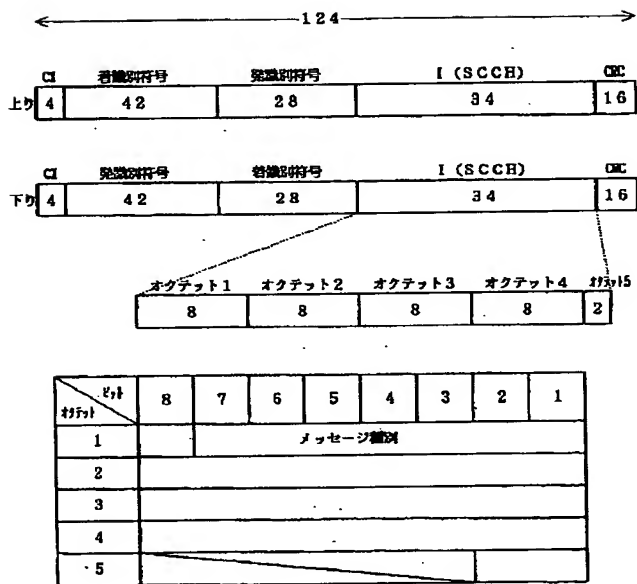 124
CI 着識別符号 発識別符号 I (SCCH) CRC
上り 4 42 28 34 16
CI 発識別符号 着識別符号 I (SCCH) CRC
下り 4 42 28 34 16
オクテット1 オクテット2 オクテット3 オクテット4 オクテット5
8 8 8 8 2
ビット
オクテット
8 7 6 5 4 3 2 1
1 メッセージ種別
2
3
4
5